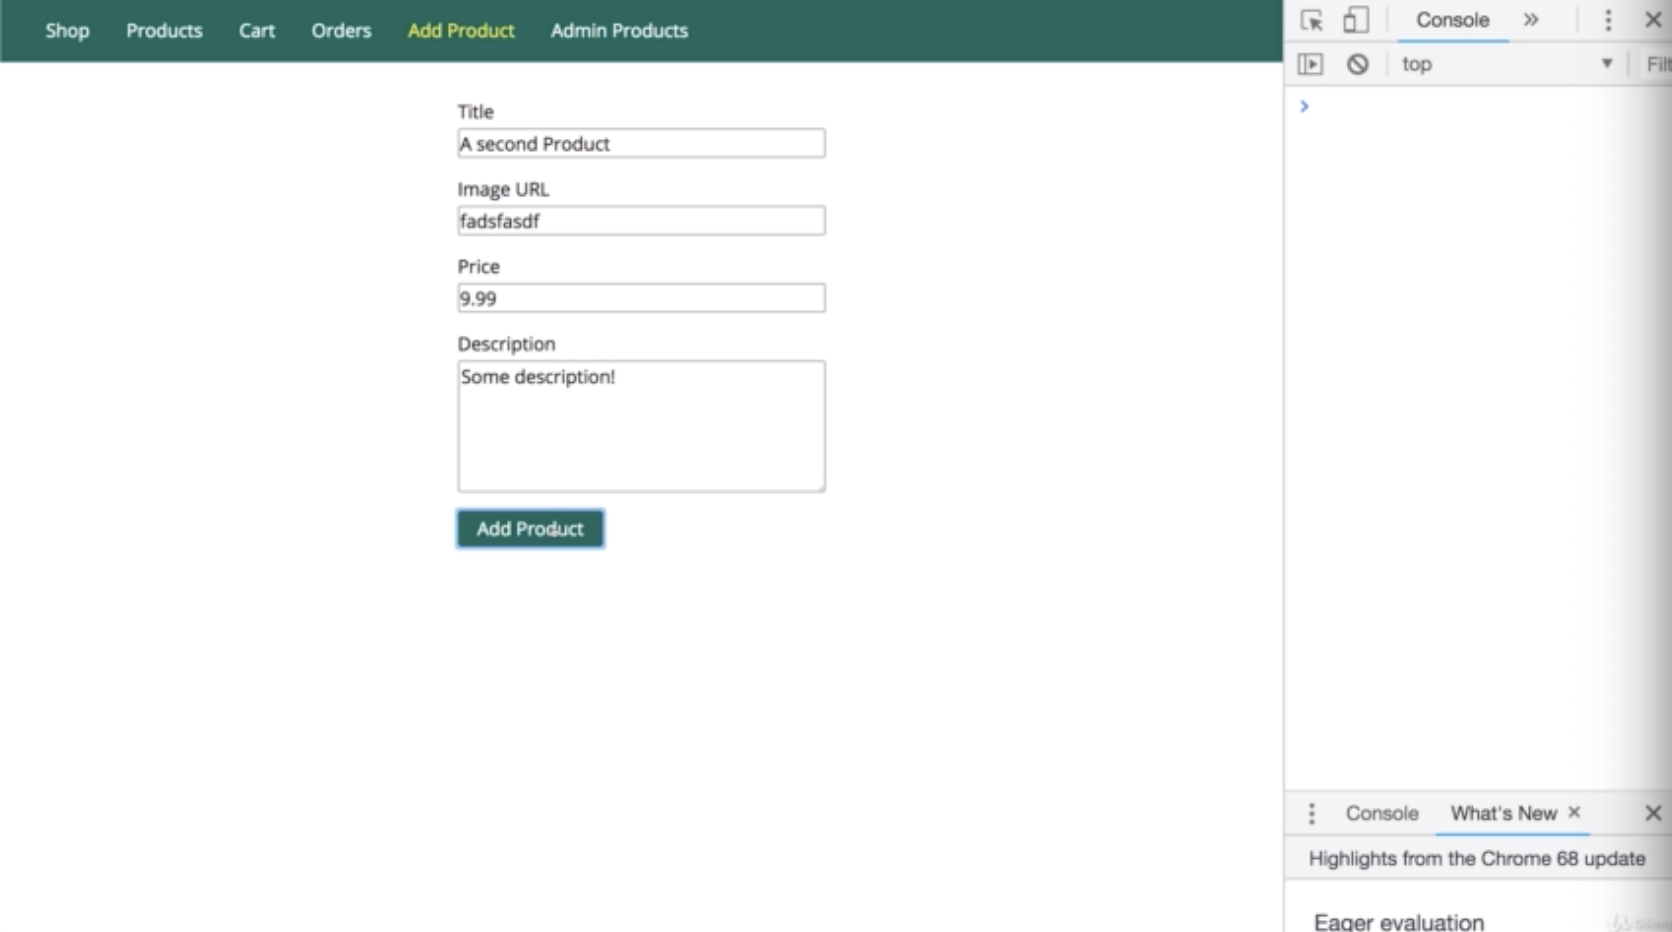 Shop Products Cart Orders Add Product Admin Products
Title
A second Product
Image URL
fadsfasdf
Price
9.99
Description
Some description!
Add Product
Console
top
Console What's New
Highlights from the Chrome 68 update
Eager evaluation